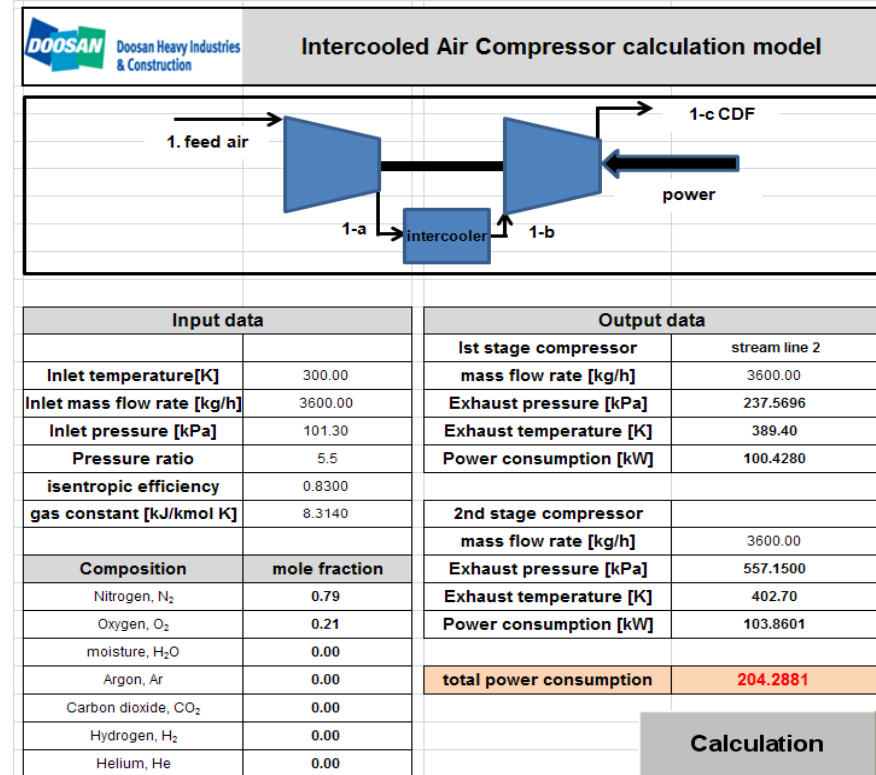 DOOSAN Doosan Heavy Industries
& Construction
Intercooled Air Compressor calculation model
1. feed air
1-c CDF
power
1-a
intercooler
1-b
Input data
Inlet temperature[K] 300.00
Inlet mass flow rate [kg/h] 3600.00
Inlet pressure [kPa] 101.30
Pressure ratio 5.5
isentropic efficiency 0.8300
gas constant [kJ/kmol K] 8.3140
Composition mole fraction
Nitrogen, N₂ 0.79
Oxygen, O₂ 0.21
moisture, H₂O 0.00
Argon, Ar 0.00
Carbon dioxide, CO₂ 0.00
Hydrogen, H₂ 0.00
Helium, He 0.00
Output data
Ist stage compressor stream line 2
mass flow rate [kg/h] 3600.00
Exhaust pressure [kPa] 237.5696
Exhaust temperature [K] 389.40
Power consumption [kW] 100.4280
2nd stage compressor
mass flow rate [kg/h] 3600.00
Exhaust pressure [kPa] 557.1500
Exhaust temperature [K] 402.70
Power consumption [kW] 103.8601
total power consumption 204.2881
Calculation